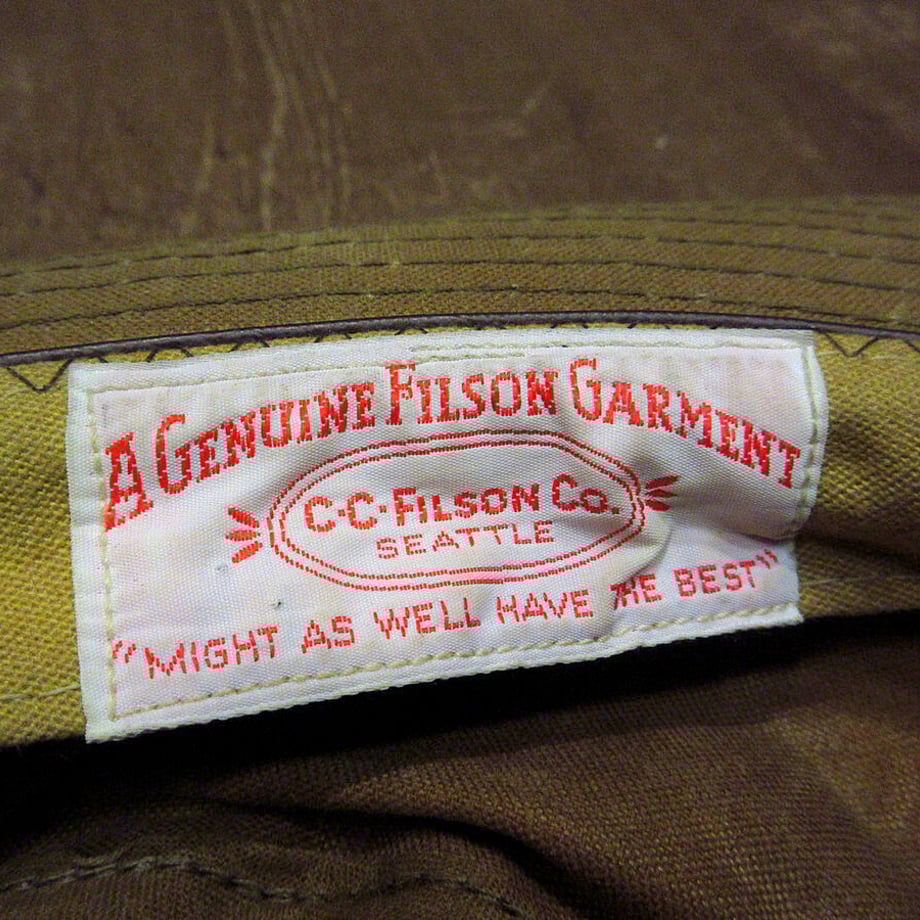 A GENUINE FILSON GARMENT
C·C·FILSON CO.
SEATTLE
"MIGHT AS WELL HAVE THE BEST"